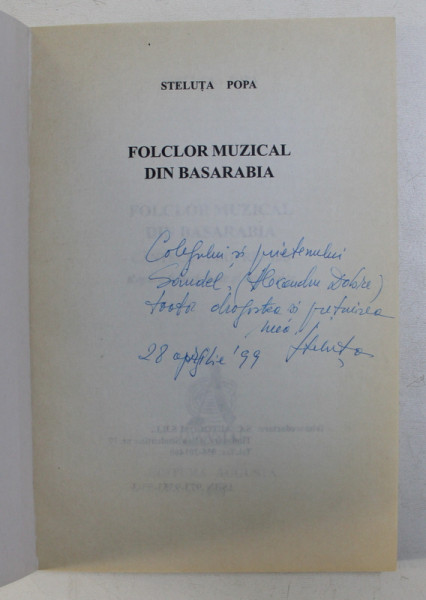 STELUȚA POPA
FOLCLOR MUZICAL
DIN BASARABIA
Colegului și prietenului
Săndel, (Alexandru Dobre)
toată dragostea și prețuirea
mea!
28 aprilie '99 Steluța